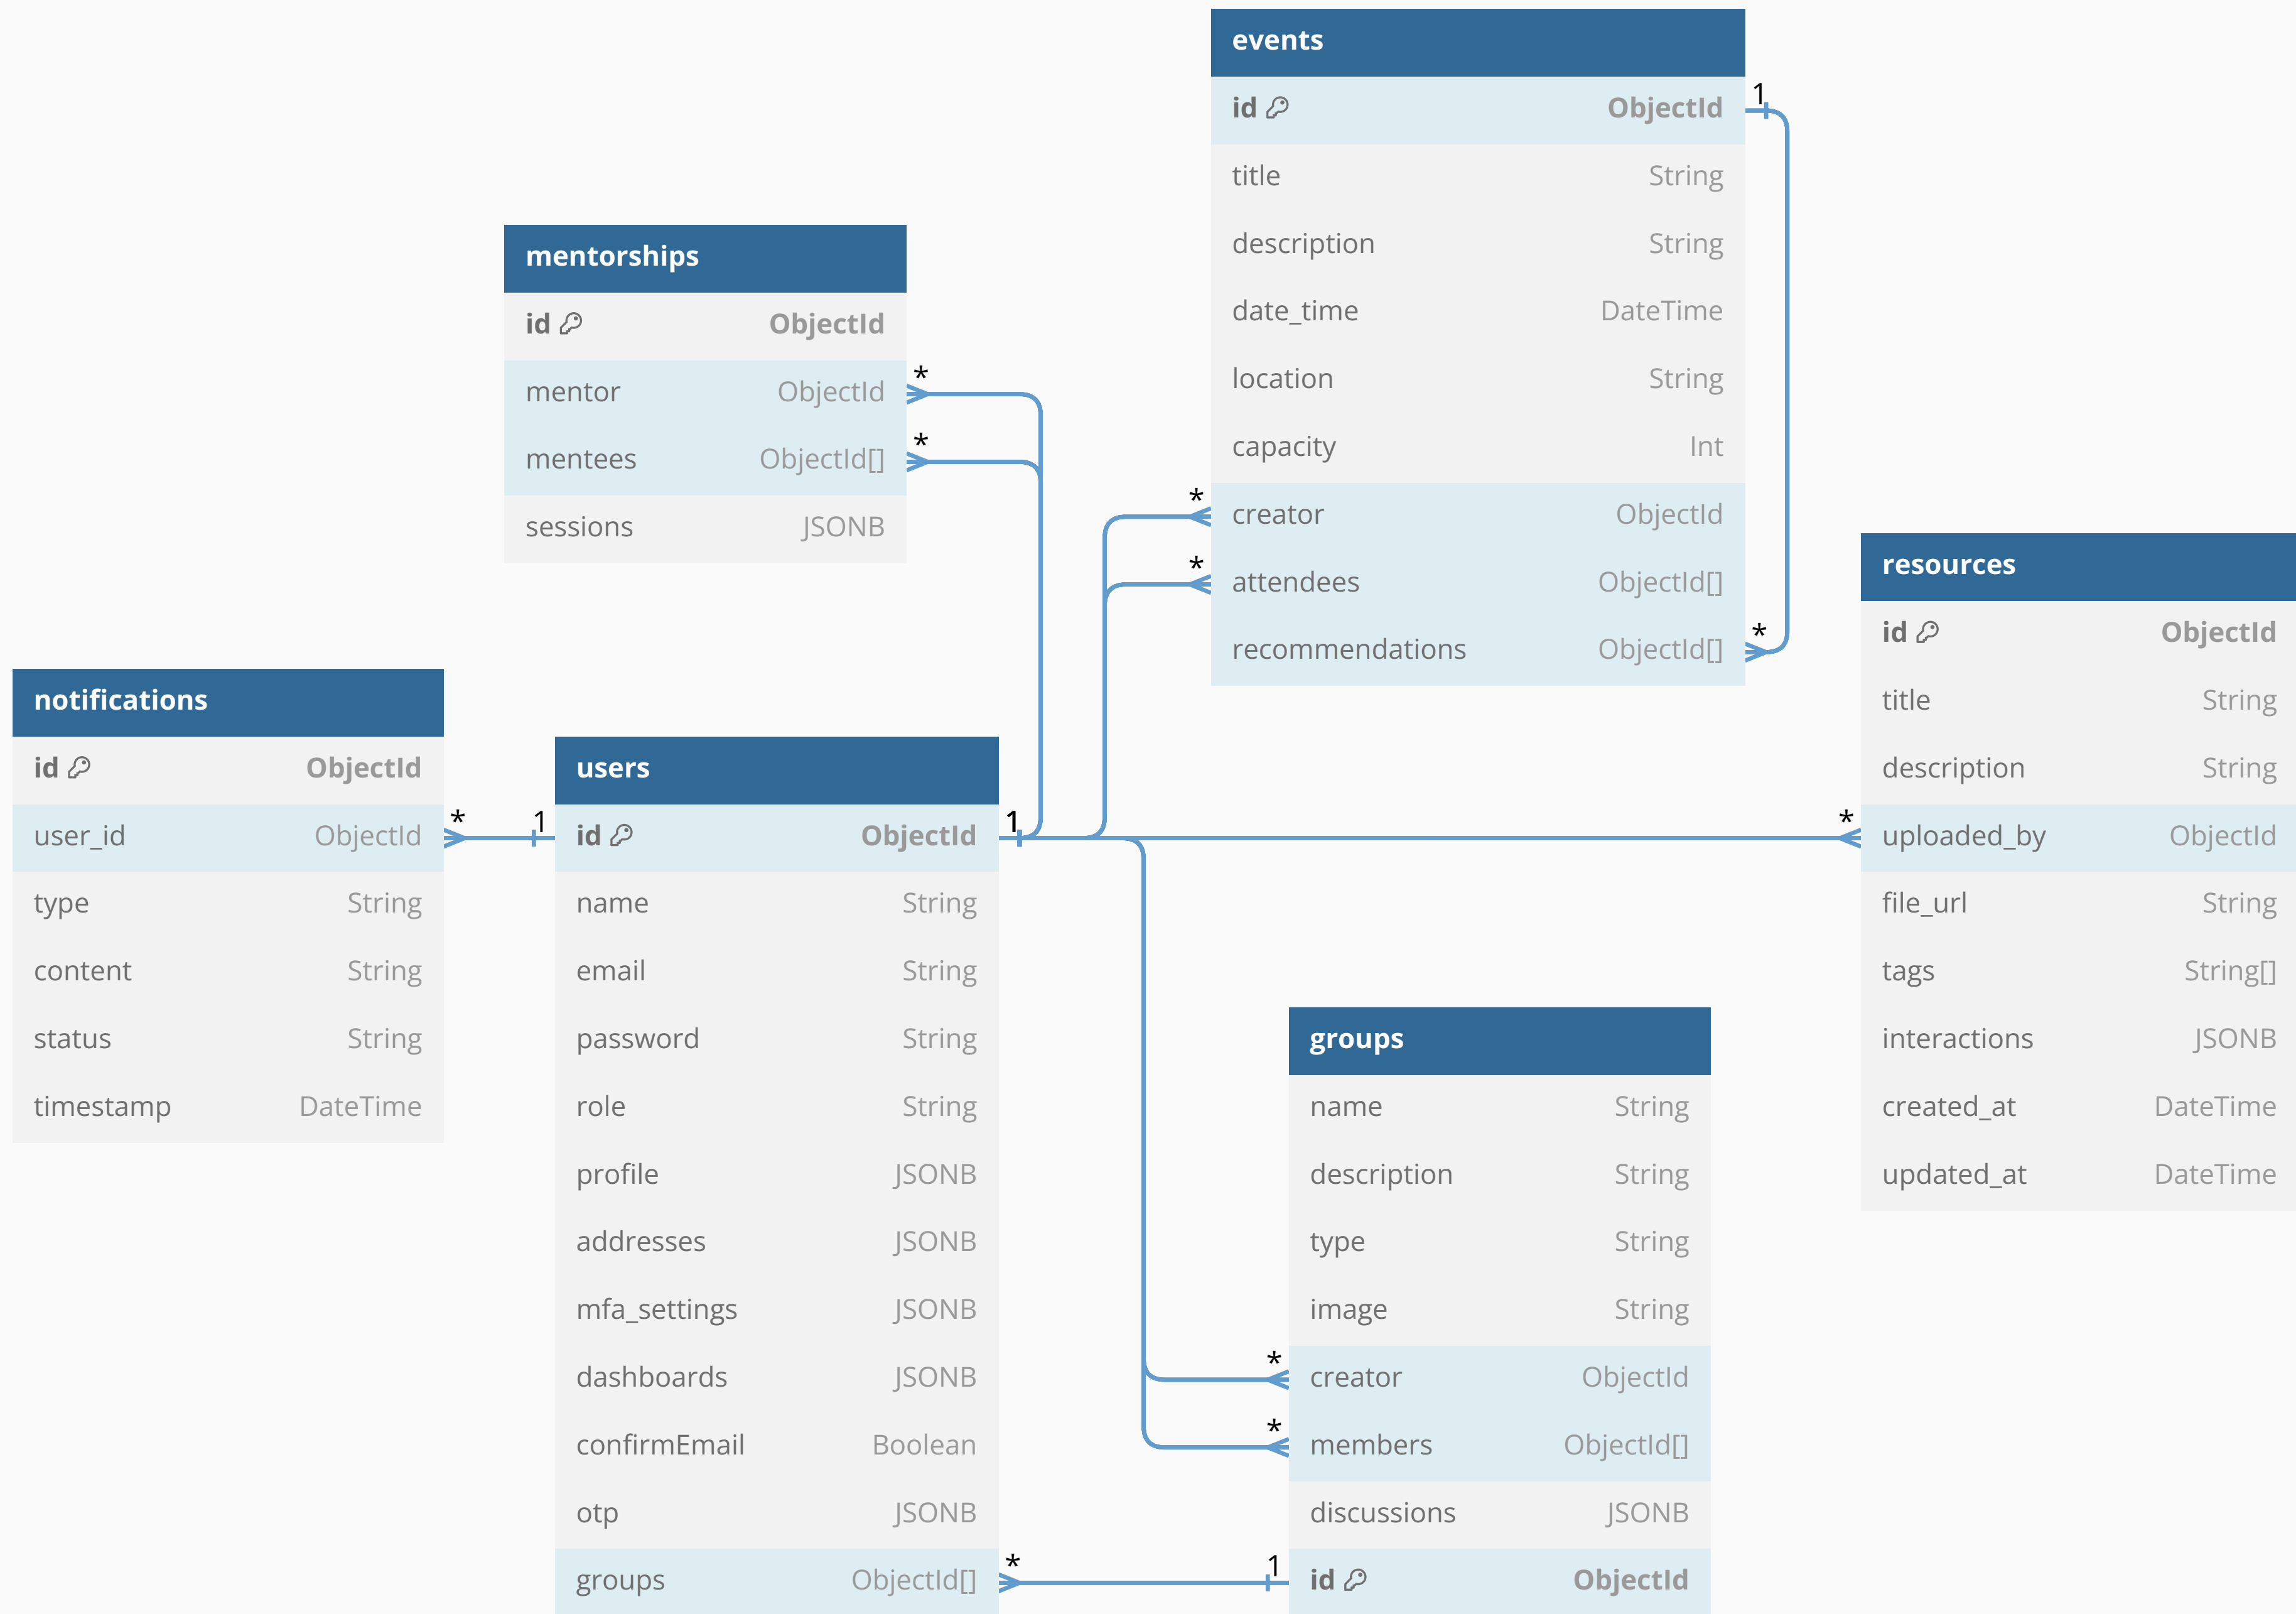 events
id ObjectId
title String
description String
date_time DateTime
location String
capacity Int
creator ObjectId
attendees ObjectId[]
recommendations ObjectId[]
1
*
*
*
mentorships
id ObjectId
mentor ObjectId
mentees ObjectId[]
sessions JSONB
*
*
resources
id ObjectId
title String
description String
uploaded_by ObjectId
file_url String
tags String[]
interactions JSONB
created_at DateTime
updated_at DateTime
*
notifications
id ObjectId
user_id ObjectId
type String
content String
status String
timestamp DateTime
*
1
users
id ObjectId
name String
email String
password String
role String
profile JSONB
addresses JSONB
mfa_settings JSONB
dashboards JSONB
confirmEmail Boolean
otp JSONB
groups ObjectId[]
1
*
groups
name String
description String
type String
image String
creator ObjectId
members ObjectId[]
discussions JSONB
id ObjectId
*
*
1